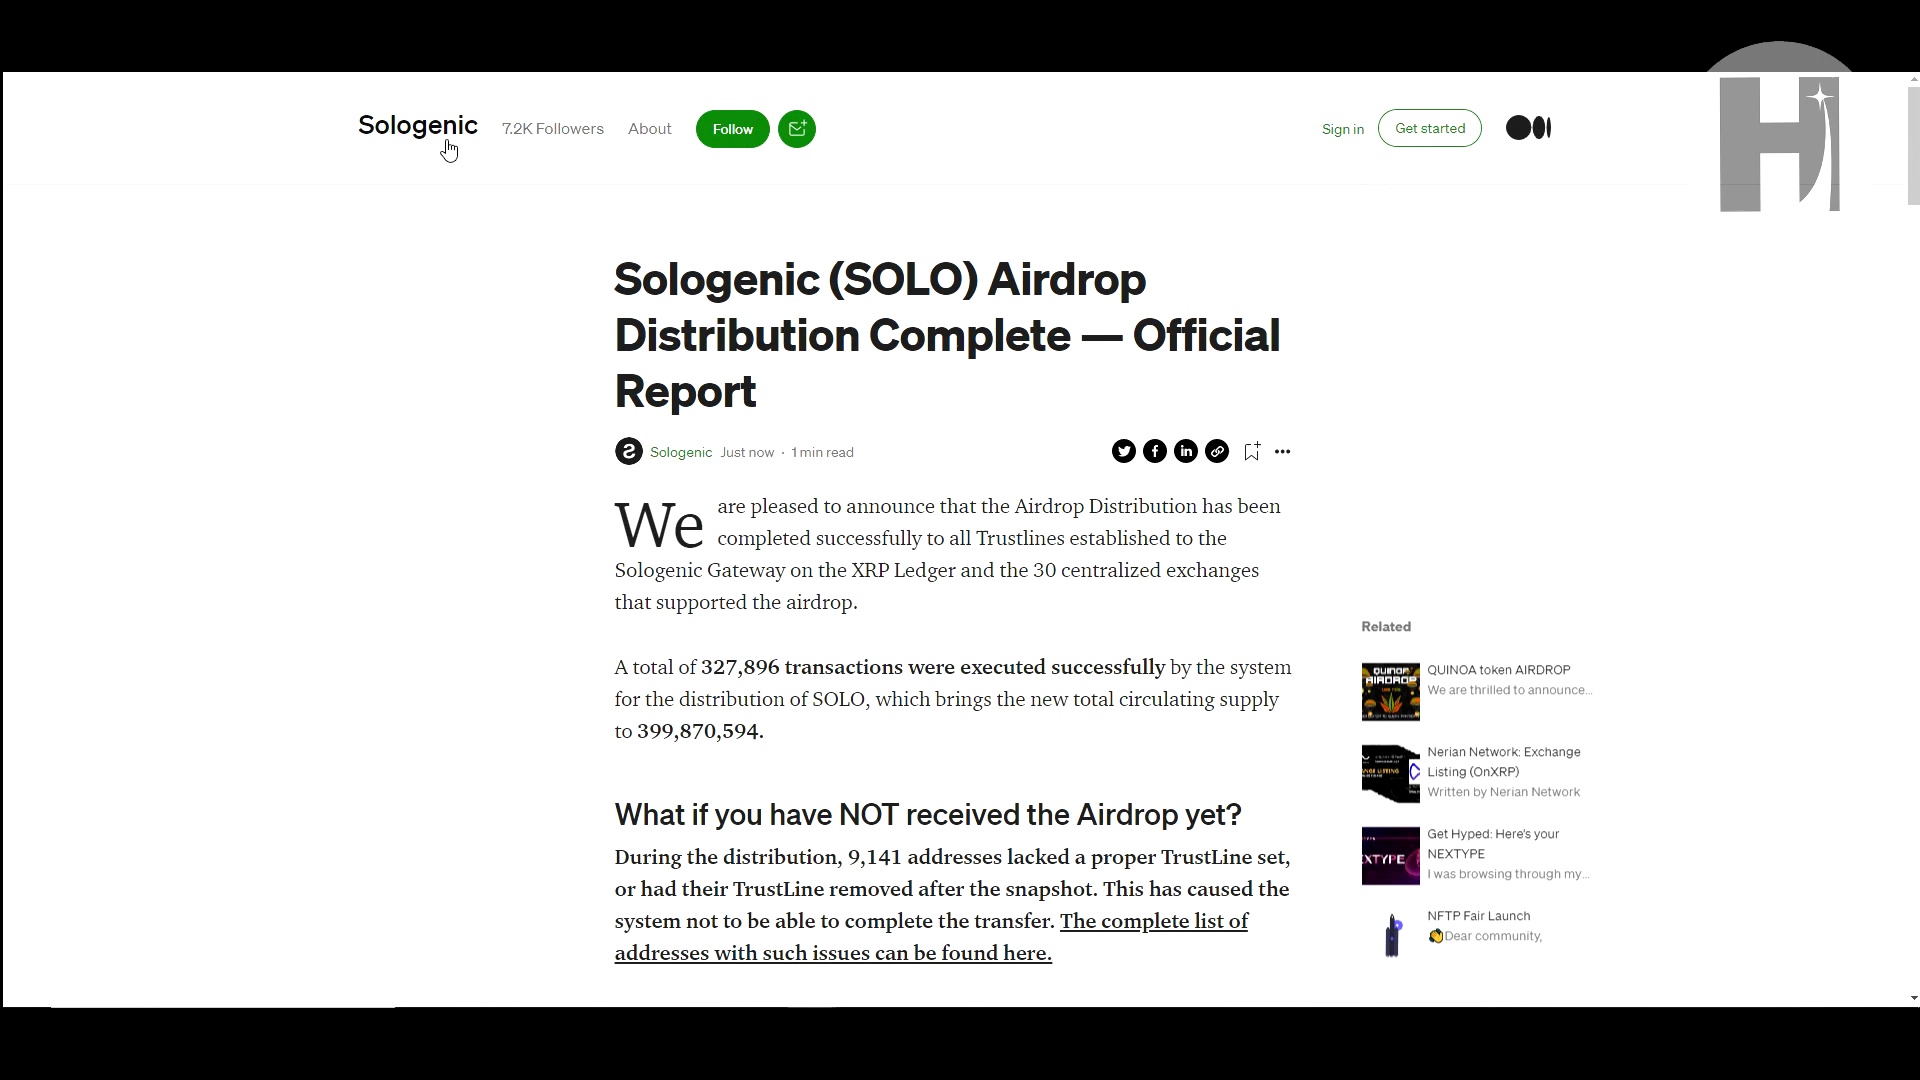 Sologenic 7.2K Followers About Follow
Sign in Get started
H
Sologenic (SOLO) Airdrop
Distribution Complete — Official
Report
Sologenic Just now · 1 min read
We are pleased to announce that the Airdrop Distribution has been
completed successfully to all Trustlines established to the
Sologenic Gateway on the XRP Ledger and the 30 centralized exchanges
that supported the airdrop.
A total of 327,896 transactions were executed successfully by the system
for the distribution of SOLO, which brings the new total circulating supply
to 399,870,594.
What if you have NOT received the Airdrop yet?
During the distribution, 9,141 addresses lacked a proper TrustLine set,
or had their TrustLine removed after the snapshot. This has caused the
system not to be able to complete the transfer. The complete list of
addresses with such issues can be found here.
Related
QUINOA AIRDROP
QUINOA token AIRDROP
We are thrilled to announce...
Nerian Network: Exchange
Listing (OnXRP)
Written by Nerian Network
XTYPE
Get Hyped: Here's your
NEXTYPE
I was browsing through my...
NFTP Fair Launch
👋Dear community,